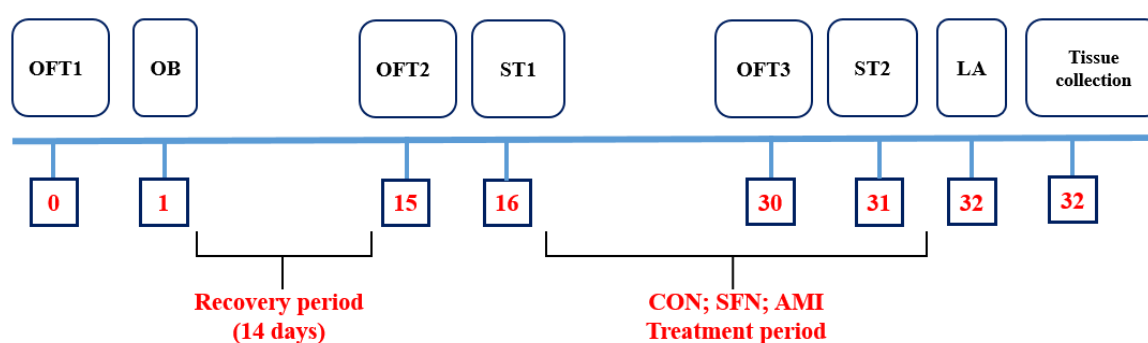 OFT1
OB
OFT2
ST1
OFT3
ST2
LA
Tissue
collection
0
1
15
16
30
31
32
32
Recovery period
(14 days)
CON; SFN; AMI
Treatment period